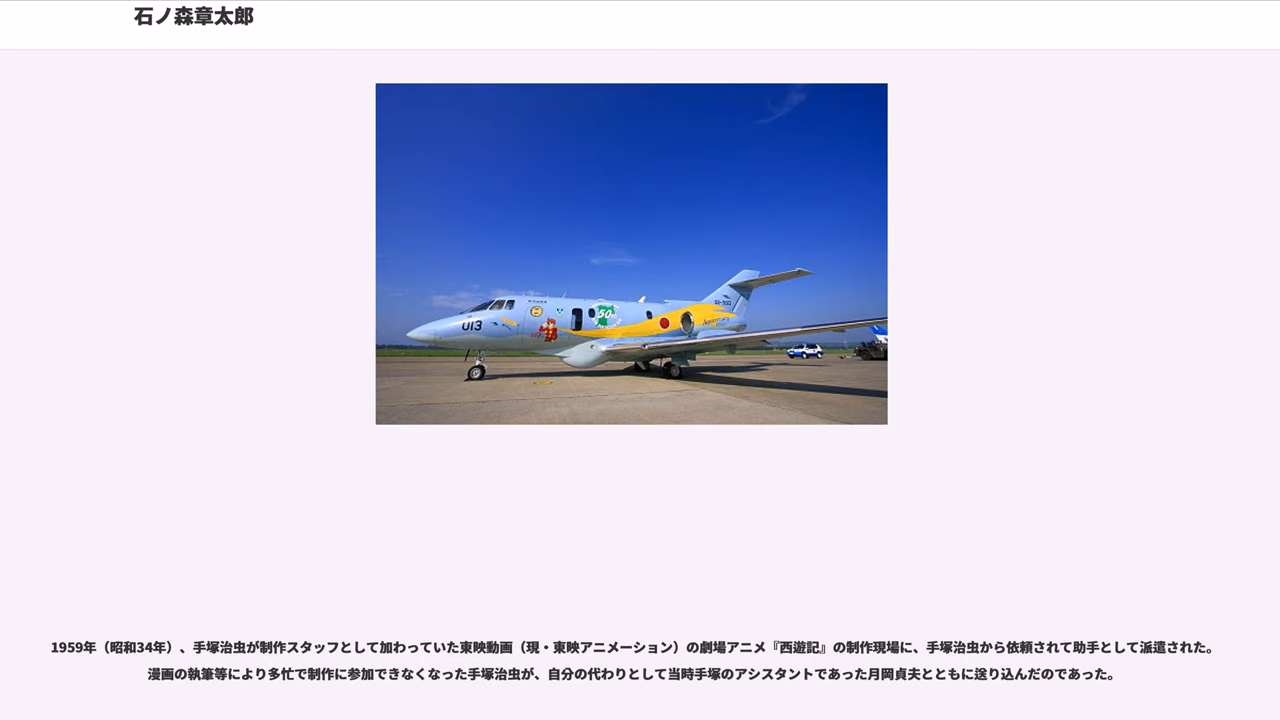 石ノ森章太郎
013
50th
1959年（昭和34年）、手塚治虫が制作スタッフとして加わっていた東映動画（現・東映アニメーション）の劇場アニメ『西遊記』の制作現場に、手塚治虫から依頼されて助手として派遣された。
漫画の執筆等により多忙で制作に参加できなくなった手塚治虫が、自分の代わりとして当時手塚のアシスタントであった月岡貞夫とともに送り込んだのであった。